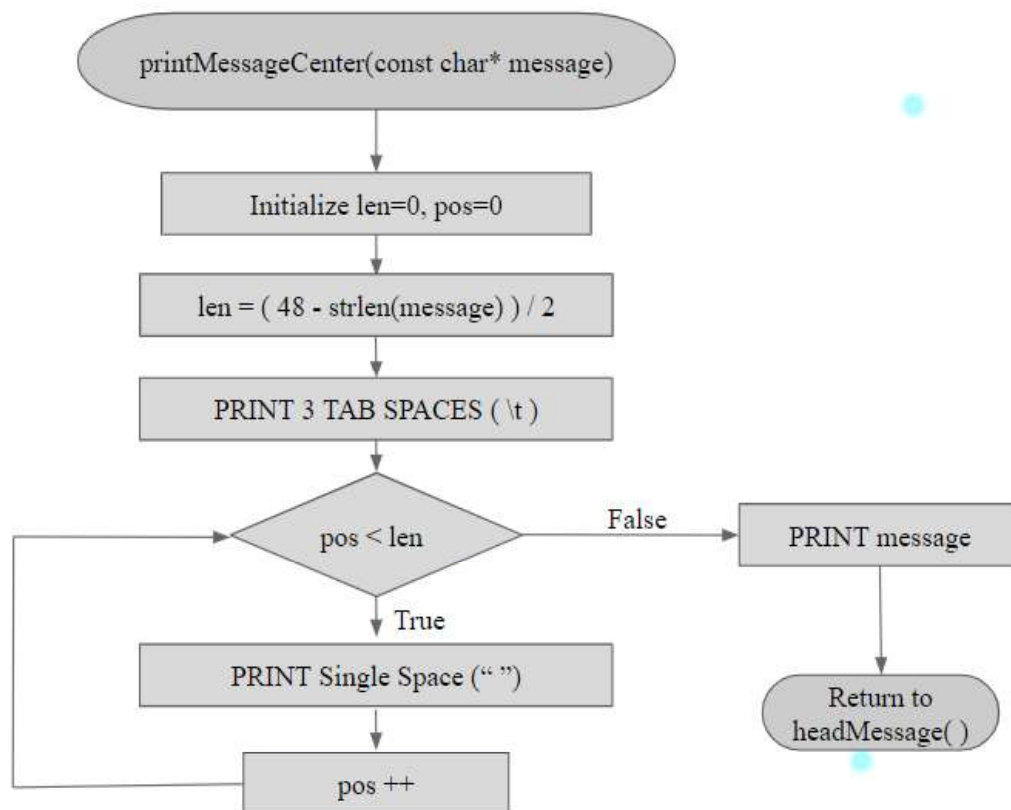 printMessageCenter(const char* message)
Initialize len=0, pos=0
len = ( 48 - strlen(message) ) / 2
PRINT 3 TAB SPACES ( \t )
pos < len
False
PRINT message
True
PRINT Single Space (“ ”)
Return to
headMessage( )
pos ++